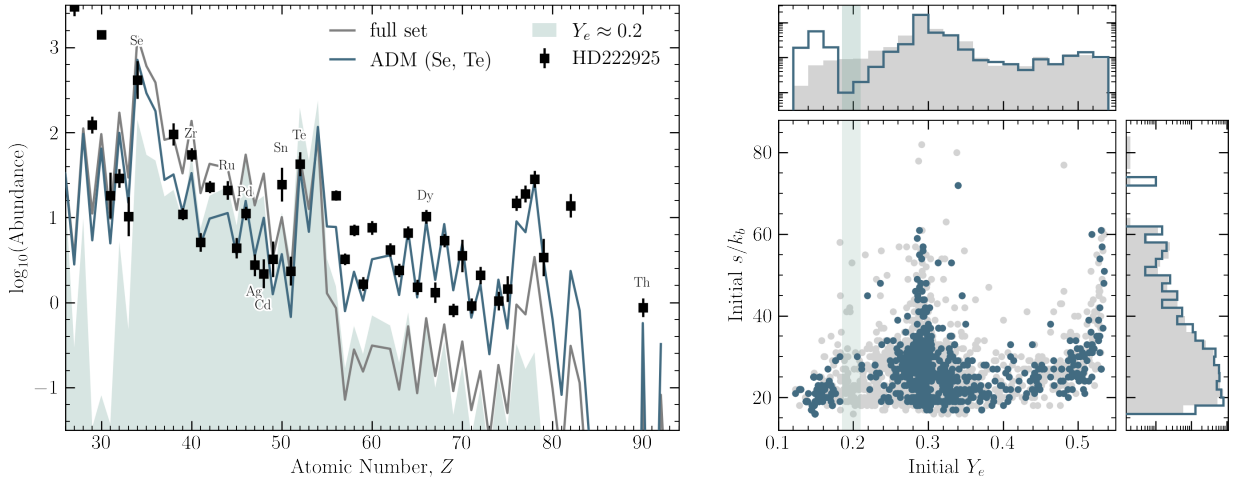 full set
ADM (Se, Te)
Y_e ≈ 0.2
HD222925
Se
Zr
Ru
Pd
Ag
Cd
Sn
Te
Dy
Th
log₁₀(Abundance)
3
2
1
0
−1
30
40
50
60
70
80
90
Atomic Number, Z
Initial s/k_b
80
60
40
20
0.1
0.2
0.3
0.4
0.5
Initial Y_e